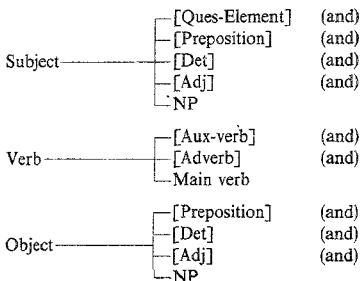 [Ques-Element] (and)
[Preposition] (and)
Subject [Det] (and)
[Adj] (and)
NP
[Aux-verb] (and)
Verb [Adverb] (and)
Main verb
[Preposition] (and)
[Det] (and)
Object [Adj] (and)
NP